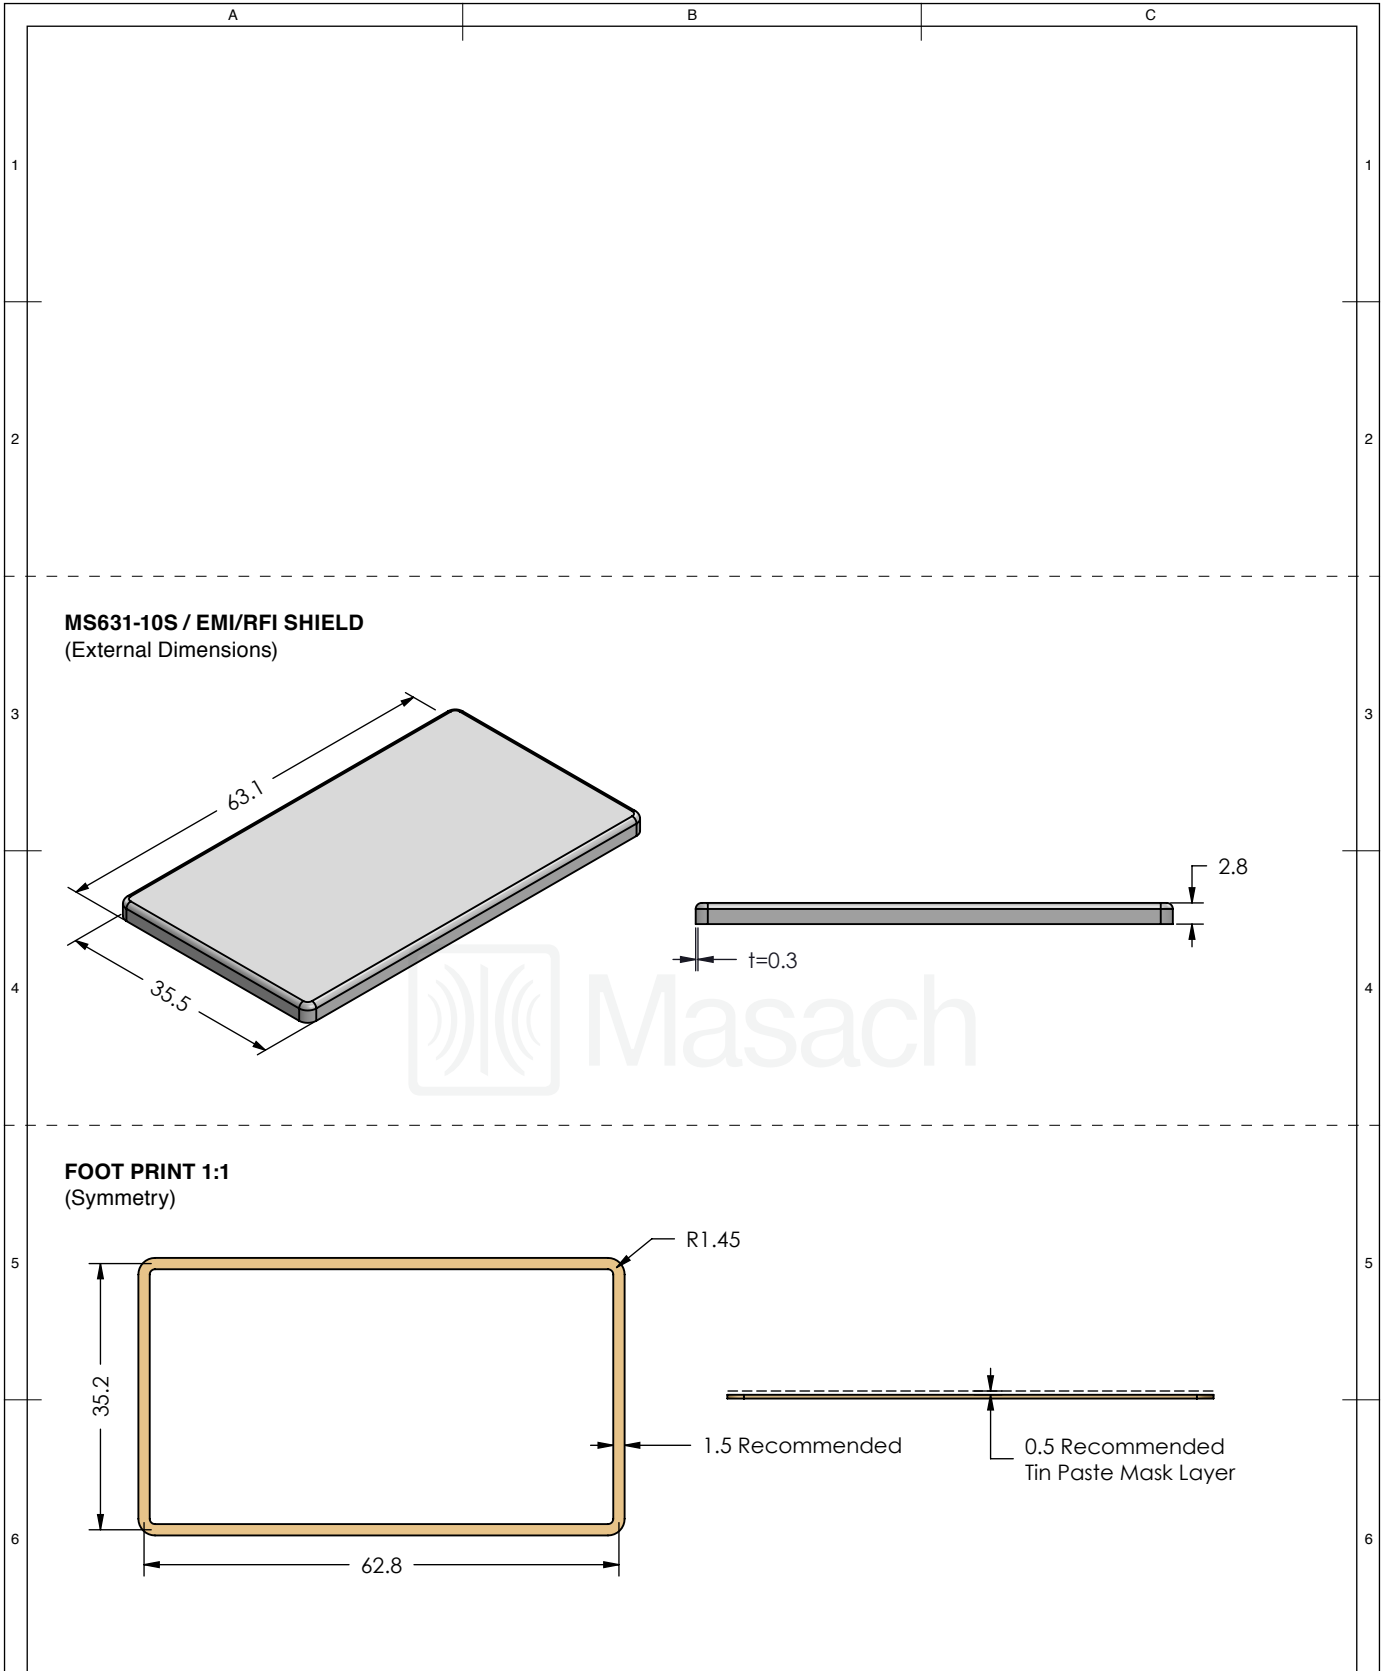 A B C
1 1
2 2
MS631-10S / EMI/RFI SHIELD
(External Dimensions)
3 3
63.1
2.8
t=0.3
35.5
4 4
Masach
FOOT PRINT 1:1
(Symmetry)
R1.45
5 5
35.2
1.5 Recommended
0.5 Recommended
Tin Paste Mask Layer
6 6
62.8